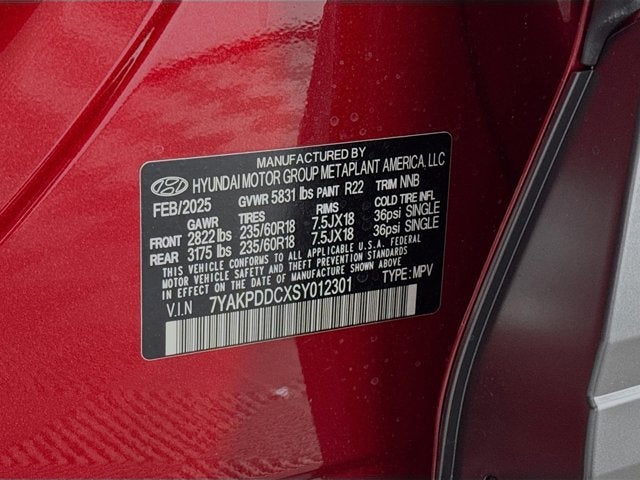 MANUFACTURED BY
HYUNDAI MOTOR GROUP METAPLANT AMERICA, LLC
FEB/2025 GVWR 5831 lbs PAINT R22 TRIM NNB
GAWR TIRES RIMS COLD TIRE INFL
FRONT 2822 lbs 235/60R18 7.5JX18 36psi SINGLE
REAR 3175 lbs 235/60R18 7.5JX18 36psi SINGLE
THIS VEHICLE CONFORMS TO ALL APPLICABLE U.S.A. FEDERAL
MOTOR VEHICLE SAFETY, BUMPER, AND THEFT PREVENTION STANDARDS
IN EFFECT ON THE DATE OF MANUFACTURE SHOWN ABOVE
V.I.N 7YAKPDDCXSY012301 TYPE : MPV